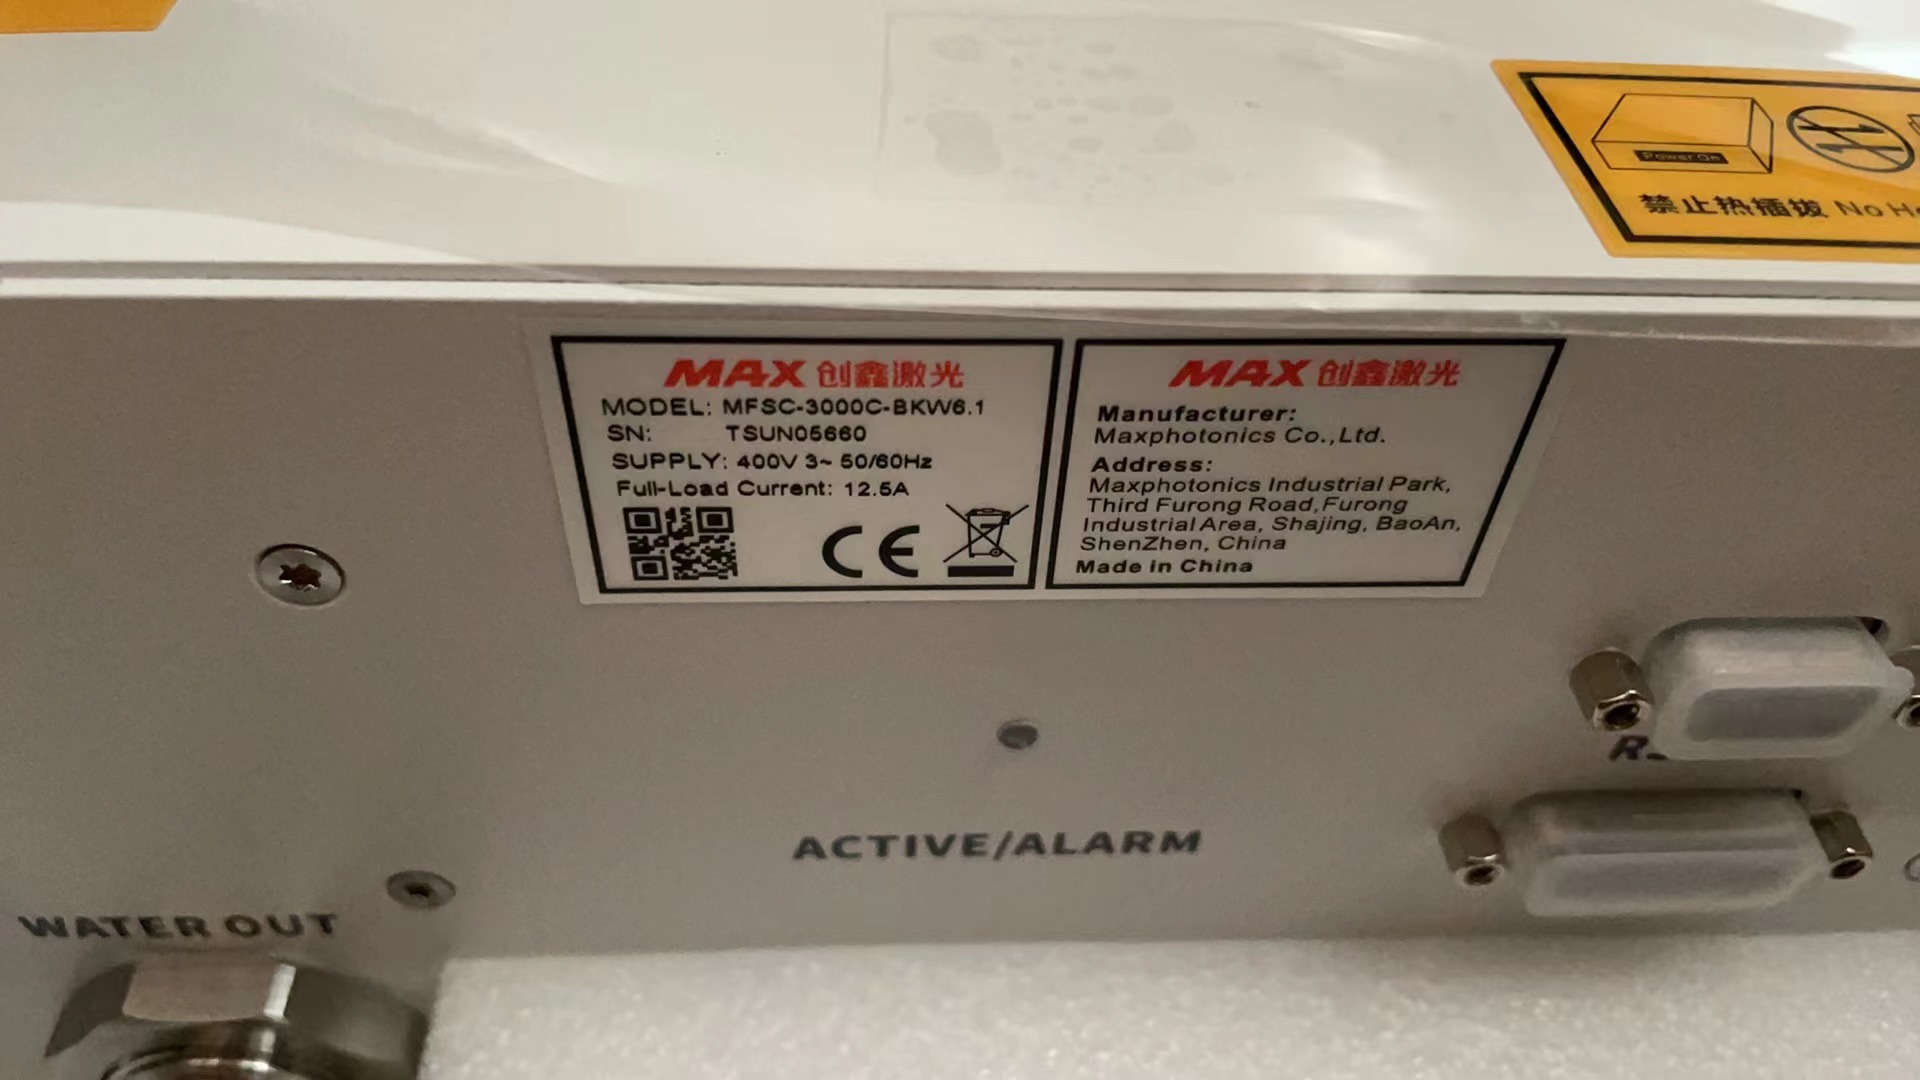 Power On
禁止热插拔 No
MAX 创鑫激光
MODEL: MFSC-3000C-BKW6.1
SN: TSUN05660
SUPPLY: 400V 3~ 50/60Hz
Full-Load Current: 12.5A
CE
MAX 创鑫激光
Manufacturer:
Maxphotonics Co.,Ltd.
Address:
Maxphotonics Industrial Park,
Third Furong Road,Furong
Industrial Area, Shajing, BaoAn,
ShenZhen, China
Made in China
ACTIVE/ALARM
WATER OUT